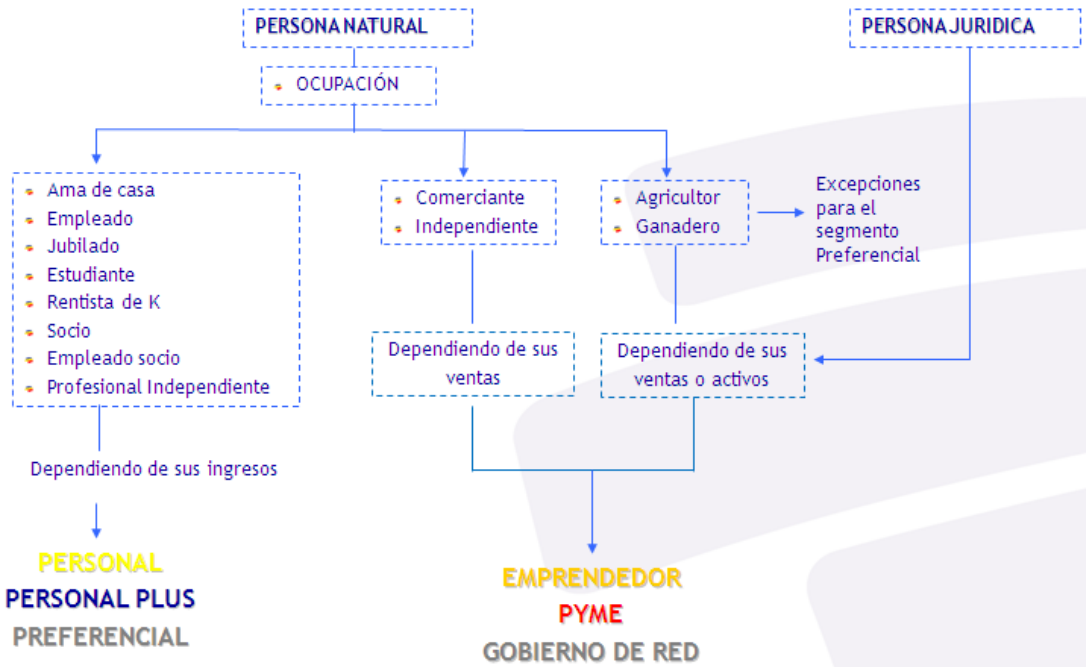 PERSONA NATURAL
PERSONA JURIDICA
OCUPACIÓN
Ama de casa
Empleado
Jubilado
Estudiante
Rentista de K
Socio
Empleado socio
Profesional Independiente
Comerciante
Independiente
Agricultor
Ganadero
Excepciones
para el
segmento
Preferencial
Dependiendo de sus
ventas
Dependiendo de sus
ventas o activos
Dependiendo de sus ingresos
PERSONAL
PERSONAL PLUS
PREFERENCIAL
EMPRENDEDOR
PYME
GOBIERNO DE RED